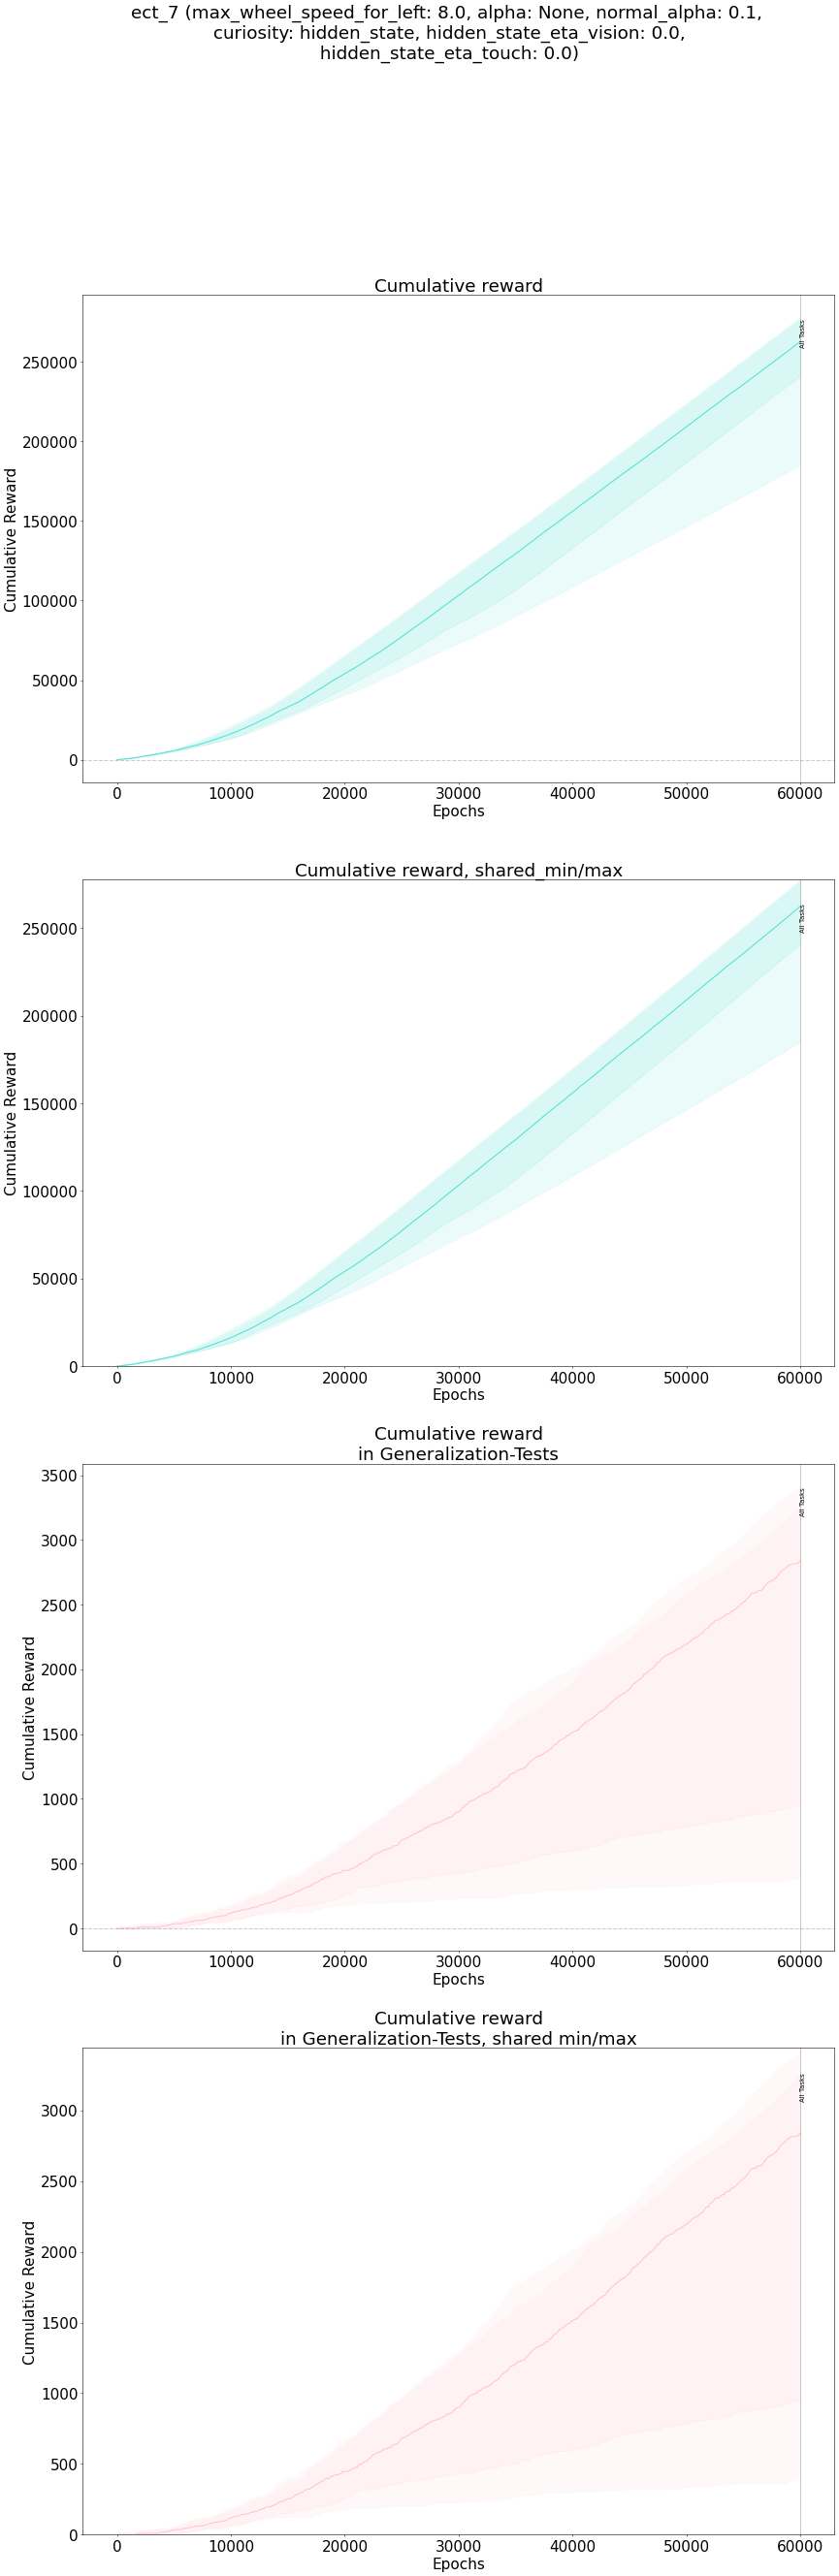 ect_7 (max_wheel_speed_for_left: 8.0, alpha: None, normal_alpha: 0.1,
curiosity: hidden_state, hidden_state_eta_vision: 0.0,
hidden_state_eta_touch: 0.0)
Cumulative reward
All Tasks
250000
200000
150000
100000
50000
0
Cumulative Reward
0 10000 20000 30000 40000 50000 60000
Epochs
Cumulative reward, shared_min/max
All Tasks
250000
200000
150000
100000
50000
0
Cumulative Reward
0 10000 20000 30000 40000 50000 60000
Epochs
Cumulative reward
in Generalization-Tests
All Tasks
3500
3000
2500
2000
1500
1000
500
0
Cumulative Reward
0 10000 20000 30000 40000 50000 60000
Epochs
Cumulative reward
in Generalization-Tests, shared min/max
All Tasks
3000
2500
2000
1500
1000
500
0
Cumulative Reward
0 10000 20000 30000 40000 50000 60000
Epochs